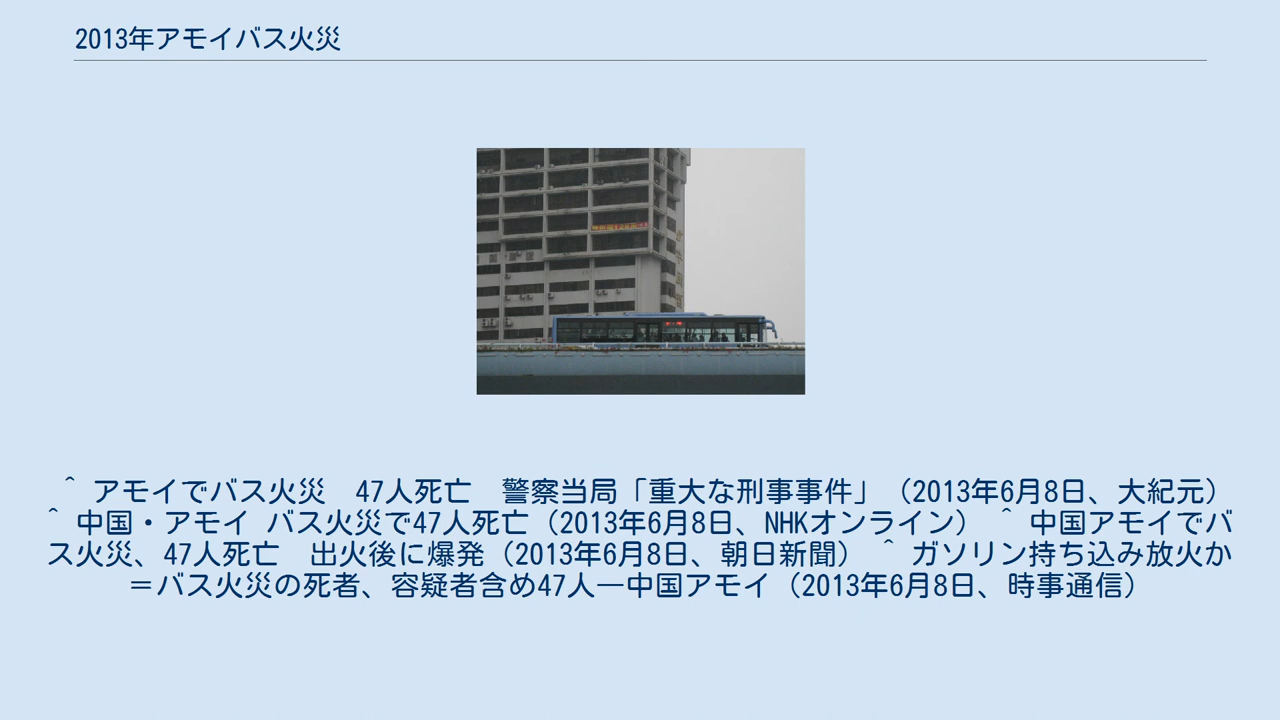 2013年アモイバス火災
^ アモイでバス火災　47人死亡　警察当局「重大な刑事事件」（2013年6月8日、大紀元）
^ 中国・アモイ バス火災で47人死亡（2013年6月8日、NHKオンライン） ^ 中国アモイでバ
ス火災、47人死亡　出火後に爆発（2013年6月8日、朝日新聞） ^ ガソリン持ち込み放火か
＝バス火災の死者、容疑者含め47人―中国アモイ（2013年6月8日、時事通信）